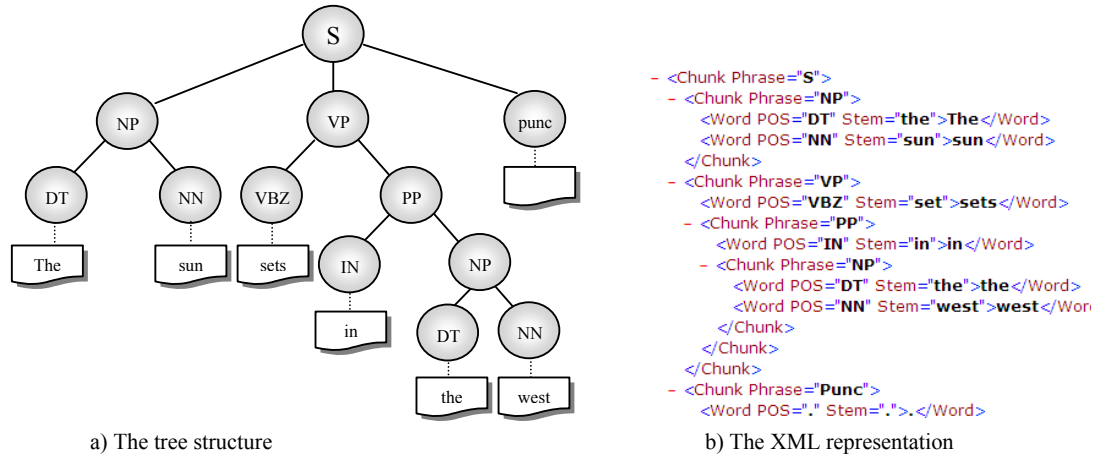 S
NP
VP
punc
DT
NN
VBZ
PP
The
sun
sets
IN
NP
in
DT
NN
the
west
a) The tree structure
- <Chunk Phrase="S">
- <Chunk Phrase="NP">
<Word POS="DT" Stem="the">The</Word>
<Word POS="NN" Stem="sun">sun</Word>
</Chunk>
- <Chunk Phrase="VP">
<Word POS="VBZ" Stem="set">sets</Word>
- <Chunk Phrase="PP">
<Word POS="IN" Stem="in">in</Word>
- <Chunk Phrase="NP">
<Word POS="DT" Stem="the">the</Word>
<Word POS="NN" Stem="west">west</Wor
</Chunk>
</Chunk>
</Chunk>
- <Chunk Phrase="Punc">
<Word POS="." Stem=".">.</Word>
b) The XML representation